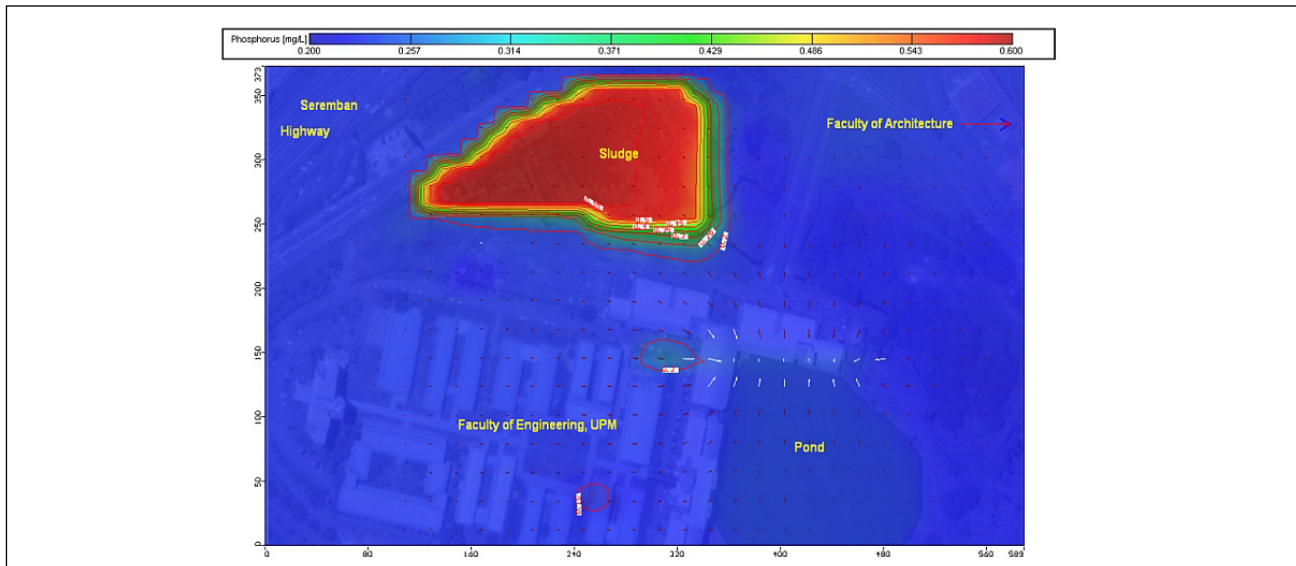 Phosphorus [mg/L]
0.200 0.257 0.314 0.371 0.429 0.486 0.543 0.600
373
350
300
250
200
150
100
50
0
Seremban
Highway
Faculty of Architecture
Sludge
Faculty of Engineering, UPM
Pond
0 80 160 240 320 400 480 560 589